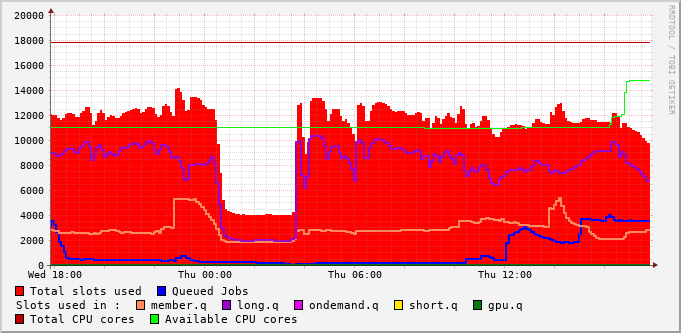 20000
18000
16000
14000
12000
10000
8000
6000
4000
2000
0
Wed 18:00 Thu 00:00 Thu 06:00 Thu 12:00
RRDTOOL / TOBI OETIKER
Total slots used Queued Jobs
Slots used in : member.q long.q ondemand.q short.q gpu.q
Total CPU cores Available CPU cores